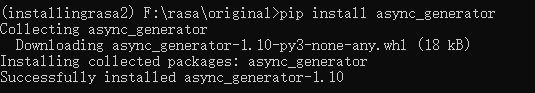 (installingrasa2) F:\rasa\original>pip install async_generator
Collecting async_generator
  Downloading async_generator-1.10-py3-none-any.whl (18 kB)
Installing collected packages: async_generator
Successfully installed async_generator-1.10